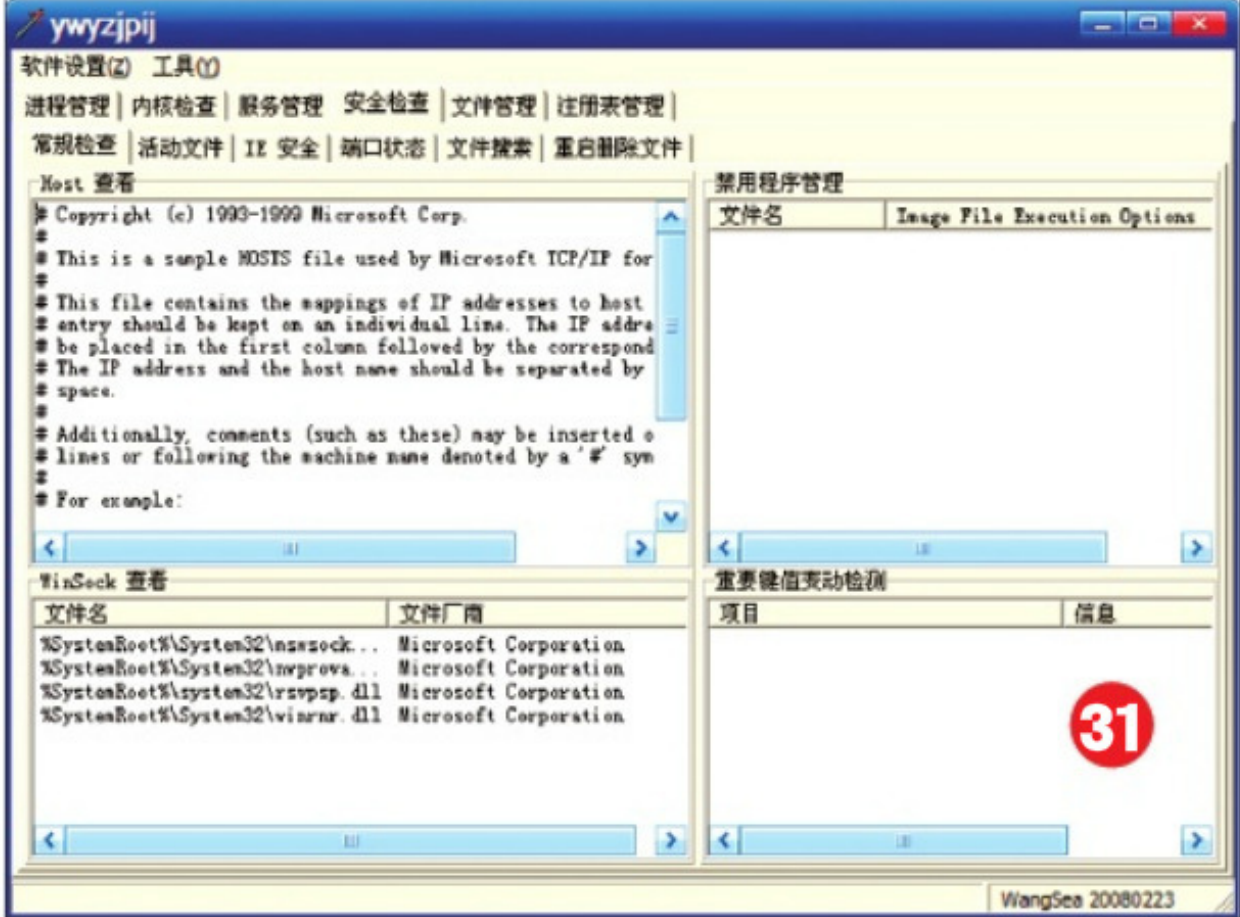 ywyzjpij
软件设置(Z) 工具(Y)
进程管理 内核检查 服务管理 安全检查 文件管理 注册表管理
常规检查 活动文件 IE 安全 端口状态 文件搜索 重启删除文件
Host 查看
# Copyright (c) 1993-1999 Microsoft Corp.
#
# This is a sample HOSTS file used by Microsoft TCP/IP for
#
# This file contains the mappings of IP addresses to host
# entry should be kept on an individual line. The IP addre
# be placed in the first column followed by the correspond
# The IP address and the host name should be separated by
# space.
#
# Additionally, comments (such as these) may be inserted o
# lines or following the machine name denoted by a '#' sym
#
# For example:
禁用程序管理
文件名 Image File Execution Options
WinSock 查看
文件名 文件厂商
%SystemRoot%\System32\mswsock... Microsoft Corporation
%SystemRoot%\System32\nwprova... Microsoft Corporation
%SystemRoot%\system32\rsvpsp.dll Microsoft Corporation
%SystemRoot%\System32\winrnr.dll Microsoft Corporation
重要键值变动检测
项目 信息
31
WangSea 20080223